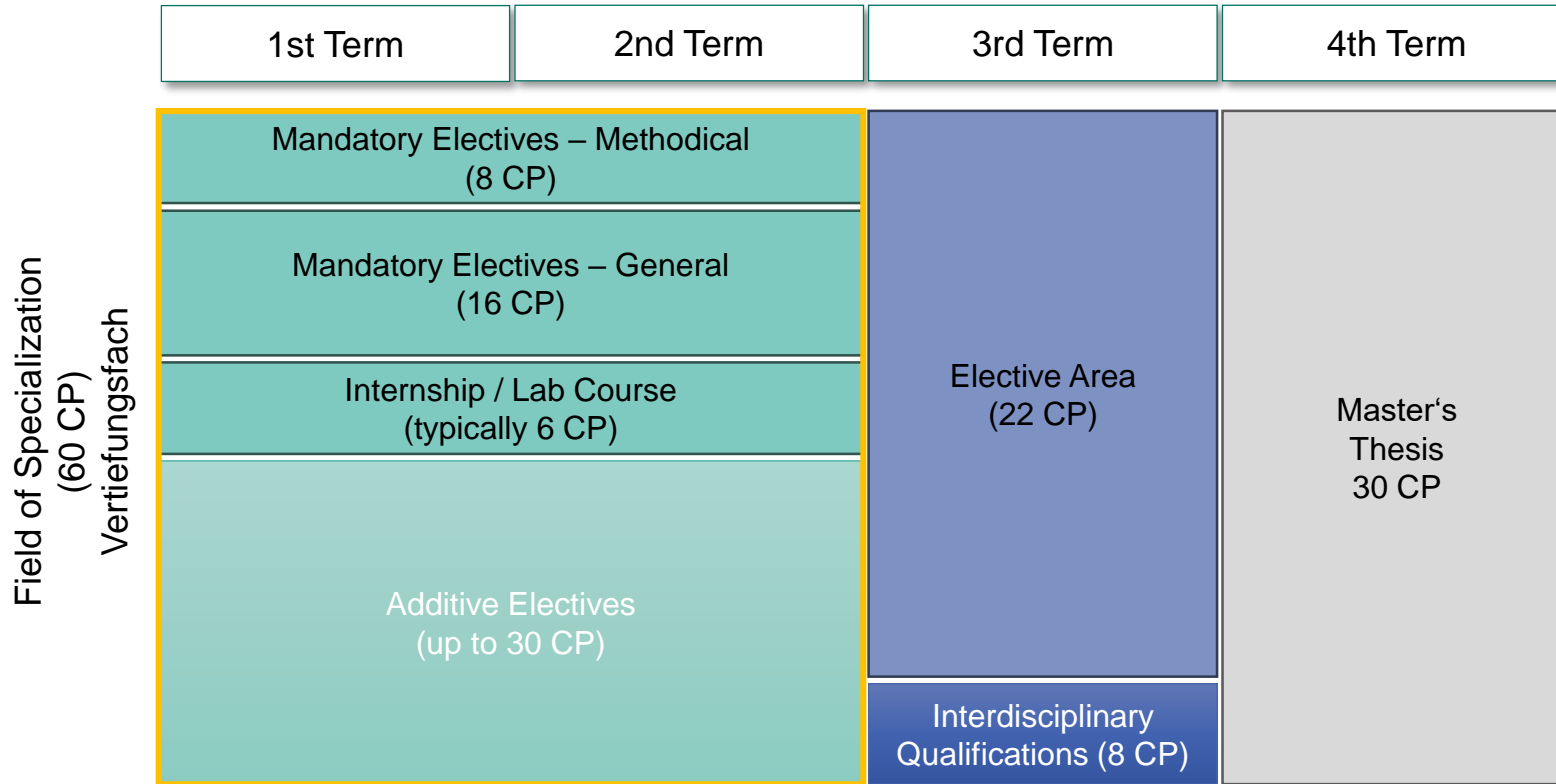 1st Term
2nd Term
3rd Term
4th Term
Field of Specialization
(60 CP)
Vertiefungsfach
Mandatory Electives – Methodical
(8 CP)
Mandatory Electives – General
(16 CP)
Internship / Lab Course
(typically 6 CP)
Additive Electives
(up to 30 CP)
Elective Area
(22 CP)
Interdisciplinary
Qualifications (8 CP)
Master‘s
Thesis
30 CP